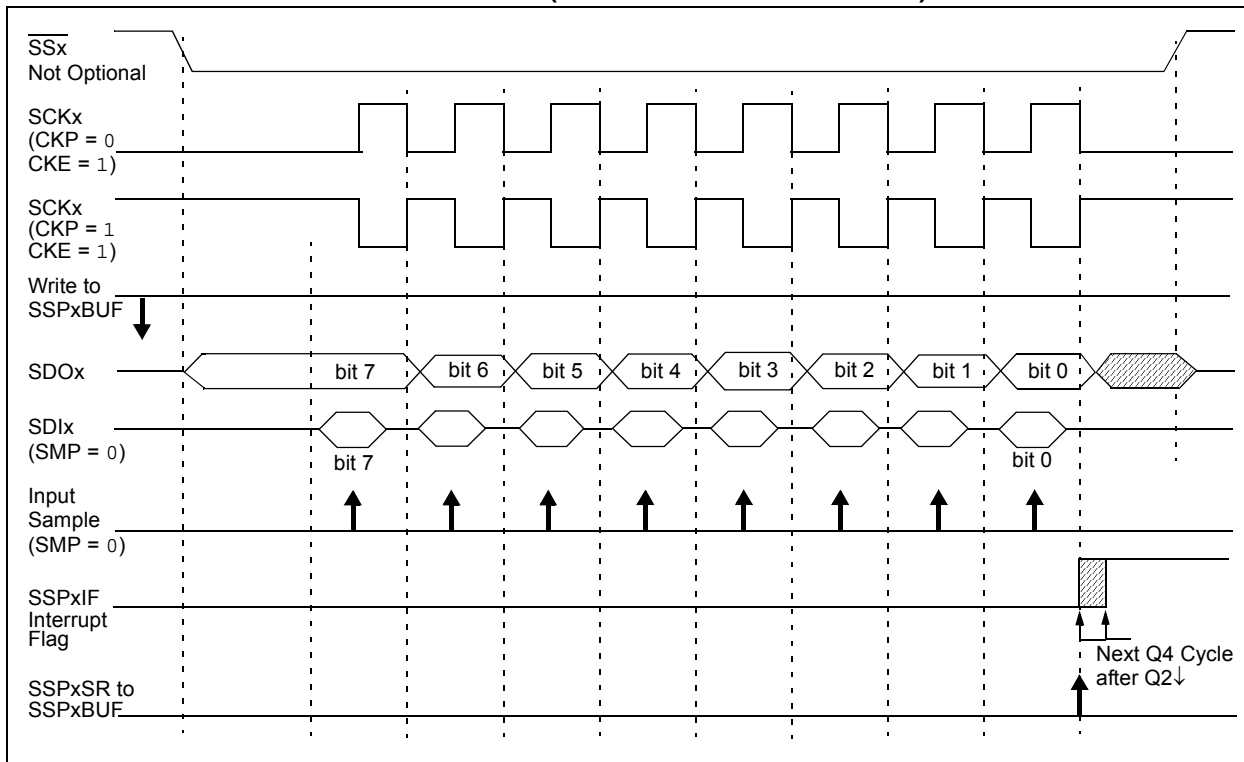 SSx
Not Optional
SCKx
(CKP = 0
CKE = 1)
SCKx
(CKP = 1
CKE = 1)
Write to
SSPxBUF
SDOx
bit 7
bit 6
bit 5
bit 4
bit 3
bit 2
bit 1
bit 0
SDIx
(SMP = 0)
bit 7
bit 0
Input
Sample
(SMP = 0)
SSPxIF
Interrupt
Flag
Next Q4 Cycle
after Q2↓
SSPxSR to
SSPxBUF